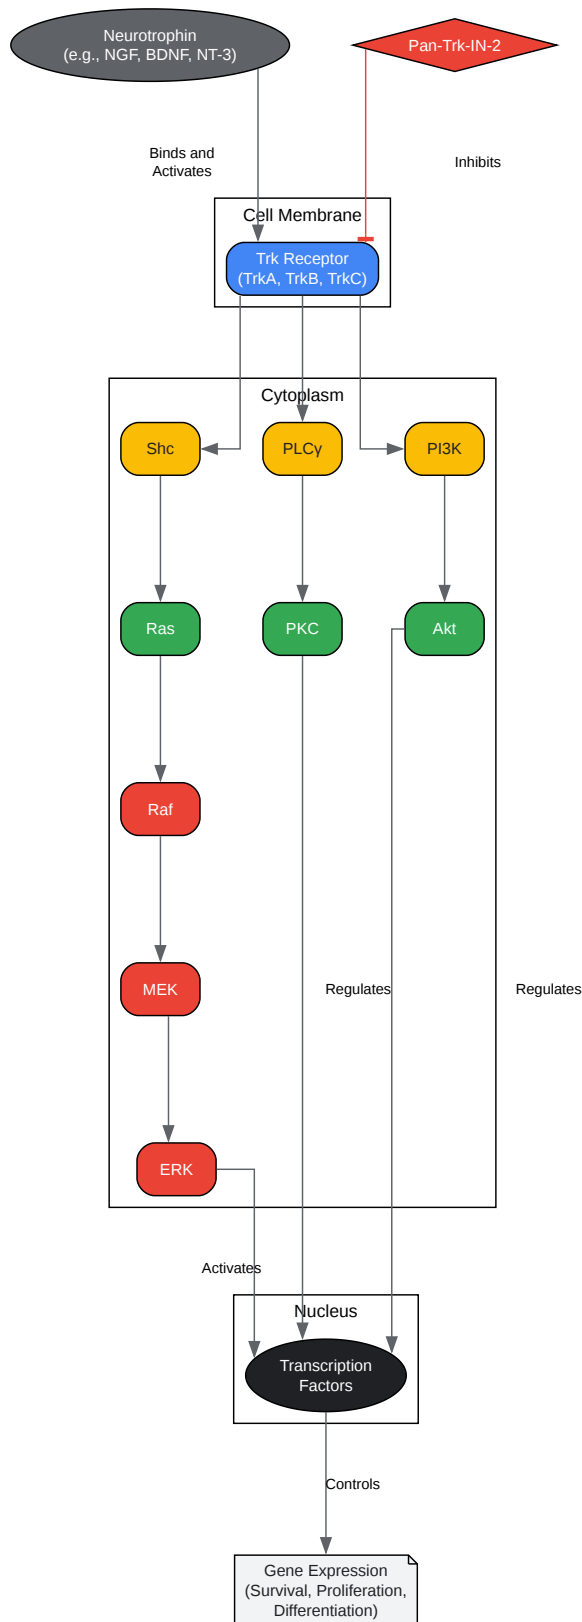 Neurotrophin
(e.g., NGF, BDNF, NT-3)
Pan-Trk-IN-2
Binds and
Activates
Inhibits
Cell Membrane
Trk Receptor
(TrkA, TrkB, TrkC)
Cytoplasm
Shc
PLCγ
PI3K
Ras
PKC
Akt
Raf
MEK
Regulates
Regulates
ERK
Activates
Nucleus
Transcription
Factors
Controls
Gene Expression
(Survival, Proliferation,
Differentiation)